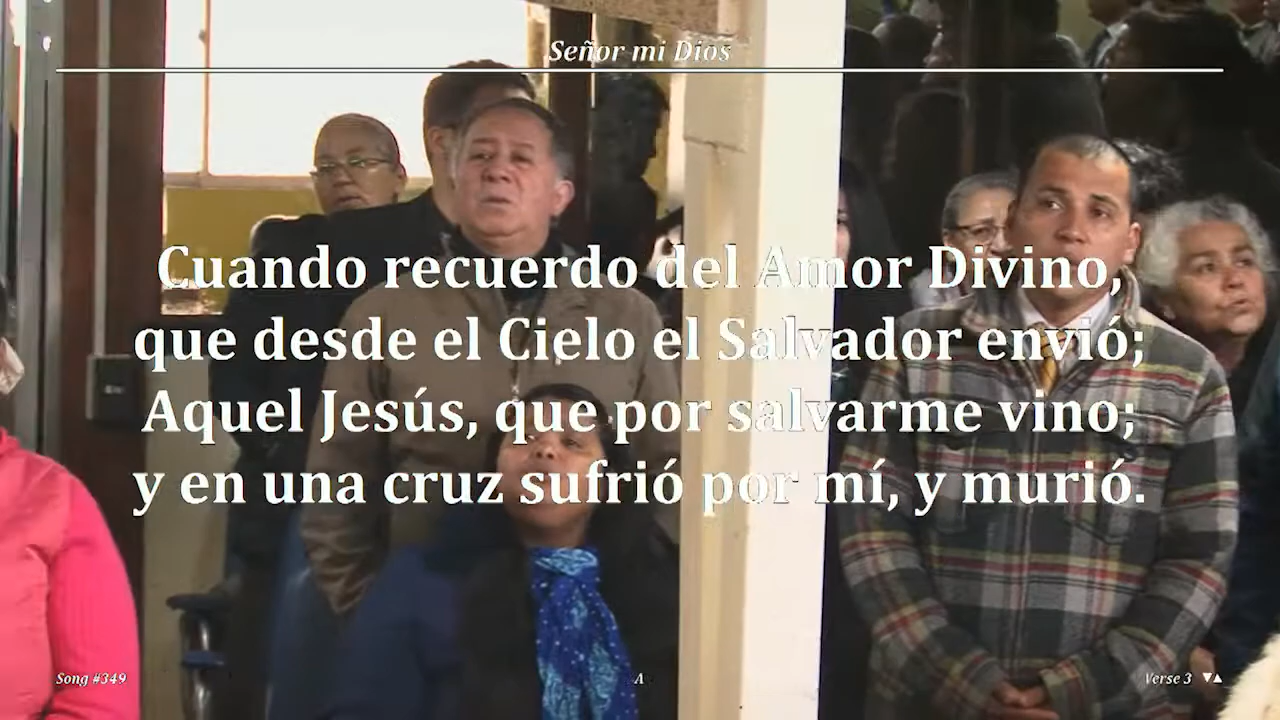 Señor mi Dios
Cuando recuerdo del Amor Divino,
que desde el Cielo el Salvador envió;
Aquel Jesús, que por salvarme vino;
y en una cruz sufrió por mí, y murió.
Song #349
A
Verse 3 ▼▲